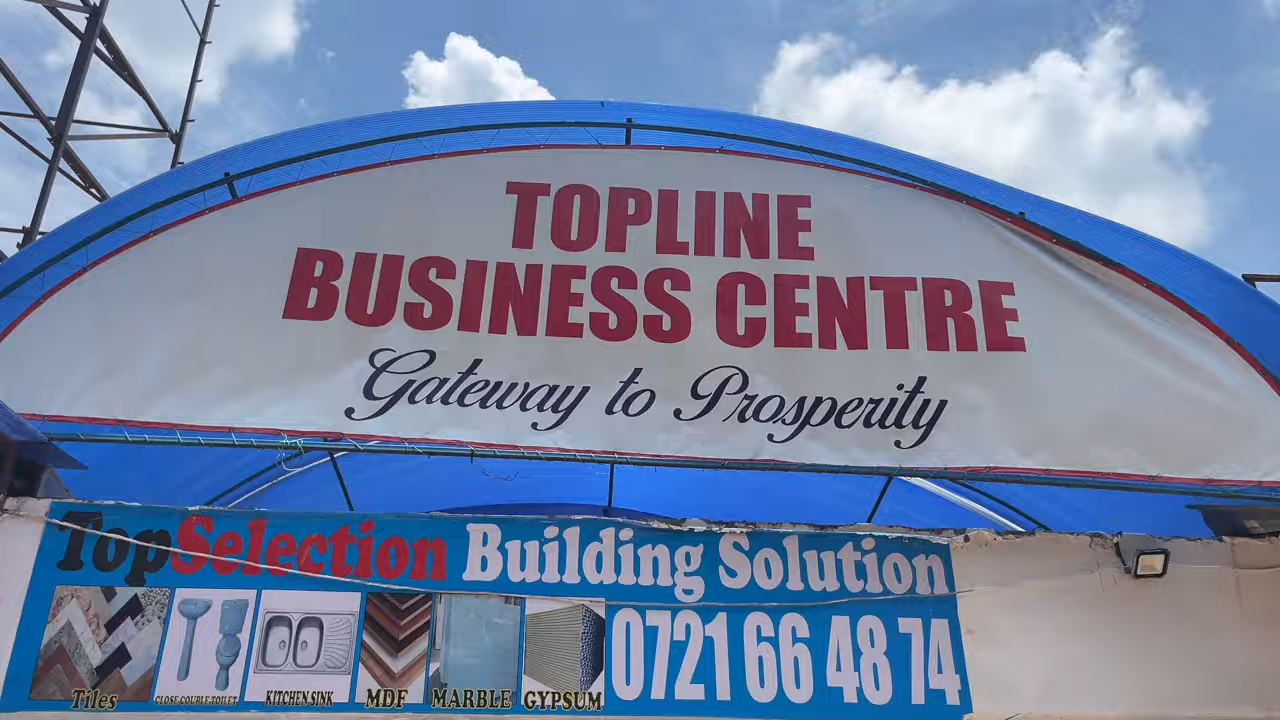 TOPLINE
BUSINESS CENTRE
Gateway to Prosperity
TopSelection Building Solution
0721 66 48 74
Tiles
CLOSE COUPLE TOILET
KITCHEN SINK
MDF
MARBLE
GYPSUM